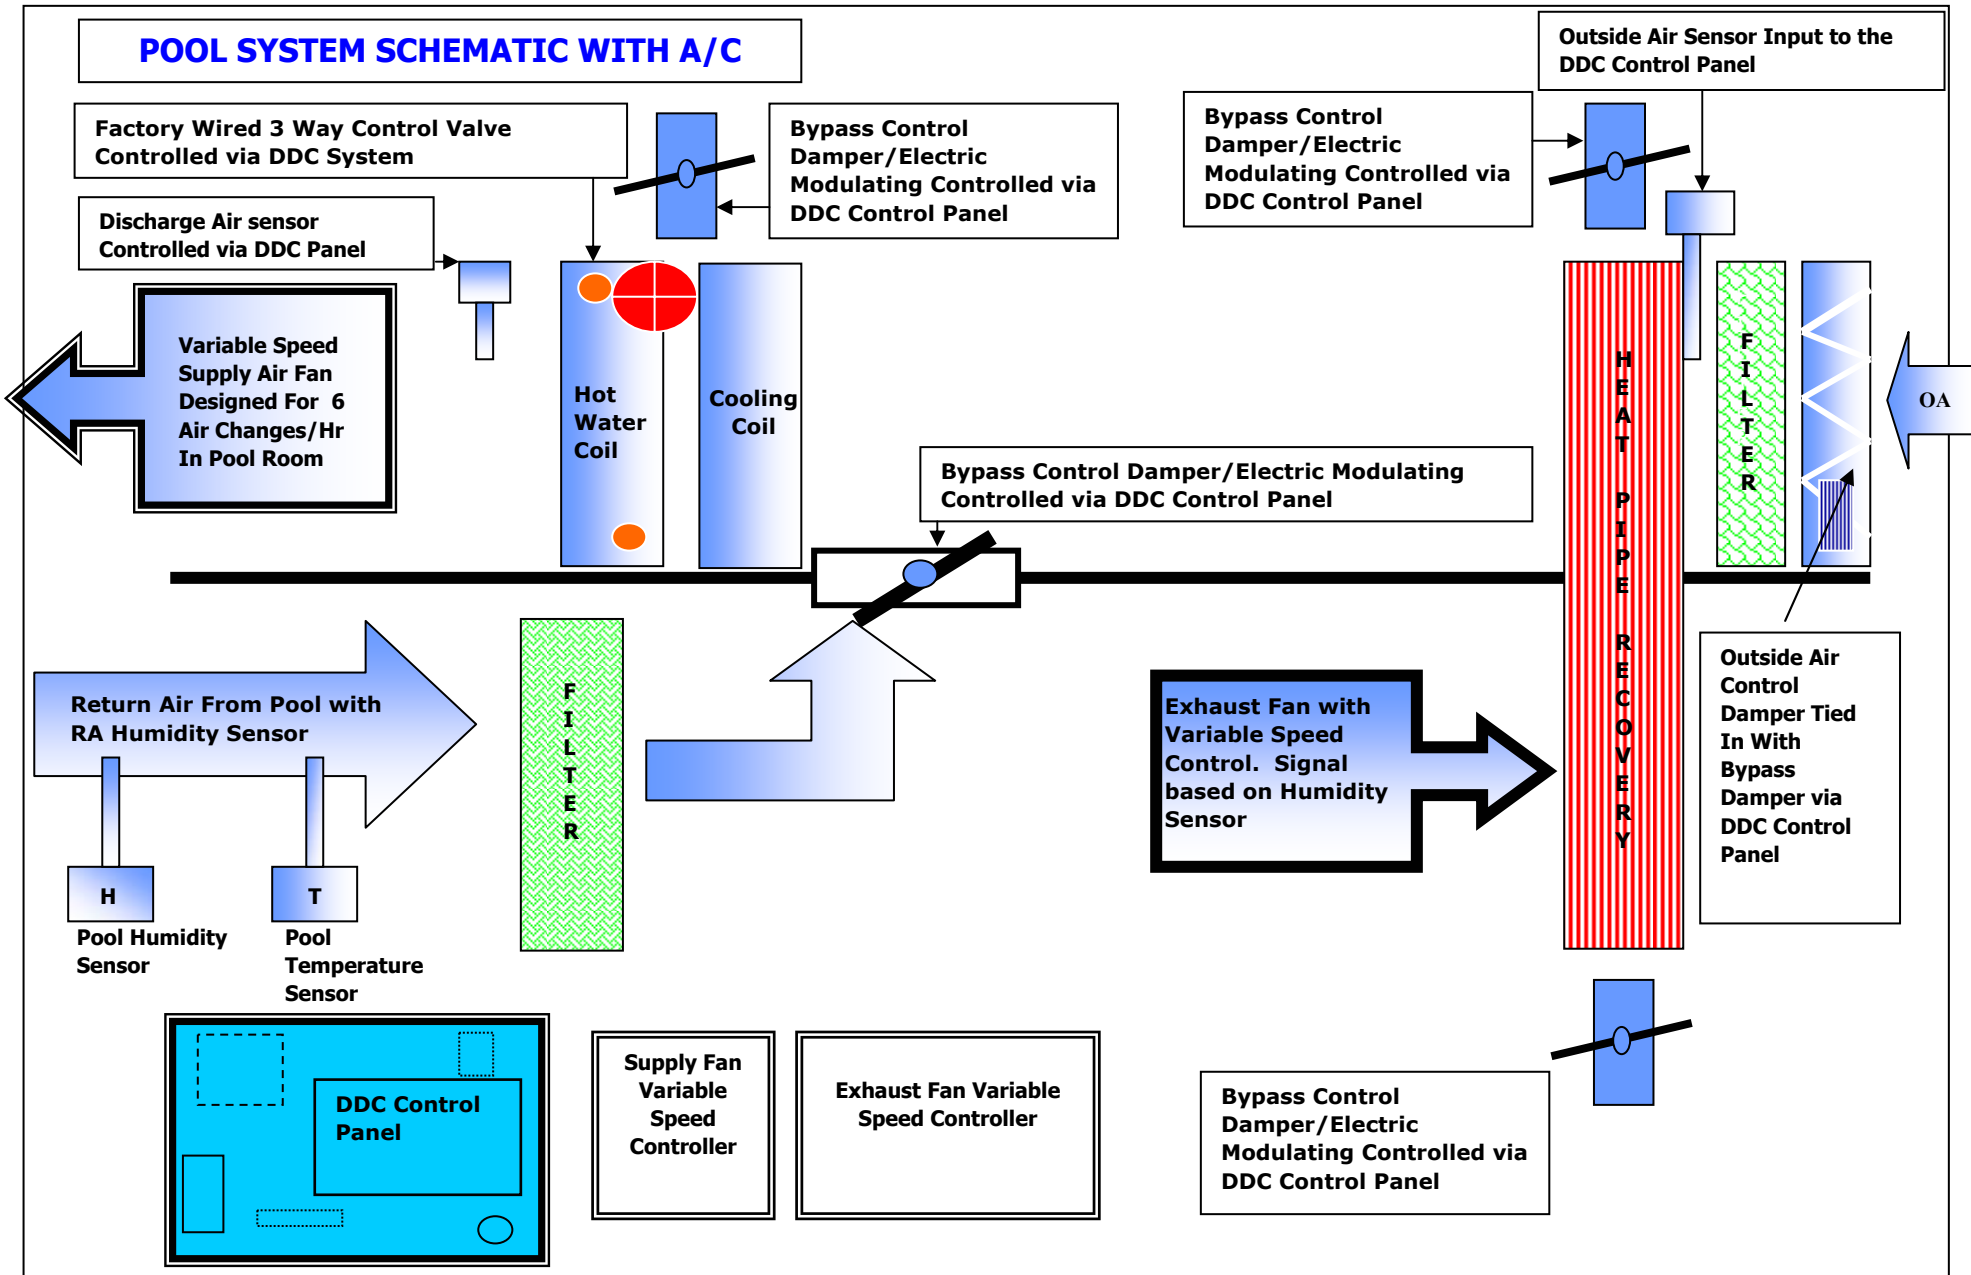 POOL SYSTEM SCHEMATIC WITH A/C
Outside Air Sensor Input to the
DDC Control Panel
Factory Wired 3 Way Control Valve
Controlled via DDC System
Bypass Control
Damper/Electric
Modulating Controlled via
DDC Control Panel
Bypass Control
Damper/Electric
Modulating Controlled via
DDC Control Panel
Discharge Air sensor
Controlled via DDC Panel
Variable Speed
Supply Air Fan
Designed For 6
Air Changes/Hr
In Pool Room
Hot
Water
Coil
Cooling
Coil
HEAT PIPE RECOVERY
FILTER
OA
Bypass Control Damper/Electric Modulating
Controlled via DDC Control Panel
Return Air From Pool with
RA Humidity Sensor
FILTER
Exhaust Fan with
Variable Speed
Control. Signal
based on Humidity
Sensor
Outside Air
Control
Damper Tied
In With
Bypass
Damper via
DDC Control
Panel
H
T
Pool Humidity
Sensor
Pool
Temperature
Sensor
DDC Control
Panel
Supply Fan
Variable
Speed
Controller
Exhaust Fan Variable
Speed Controller
Bypass Control
Damper/Electric
Modulating Controlled via
DDC Control Panel